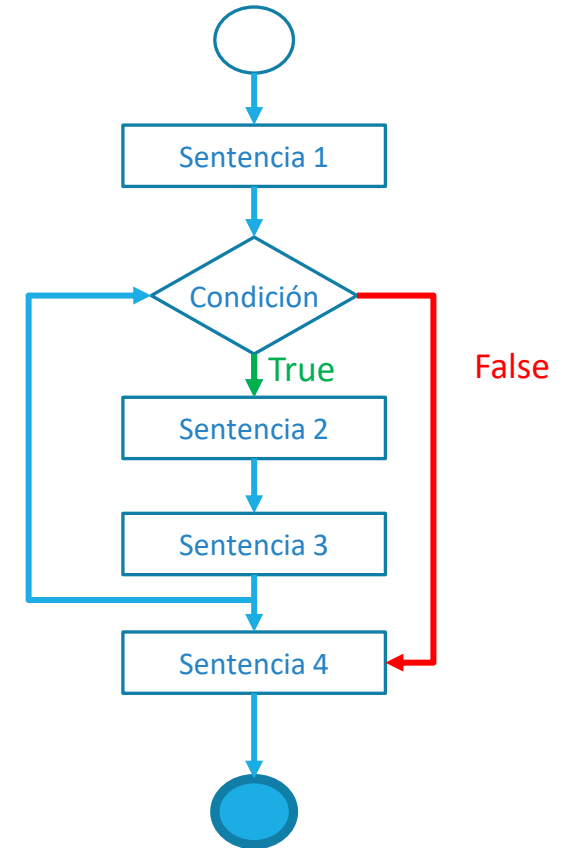 Sentencia 1
Condición
True
False
Sentencia 2
Sentencia 3
Sentencia 4